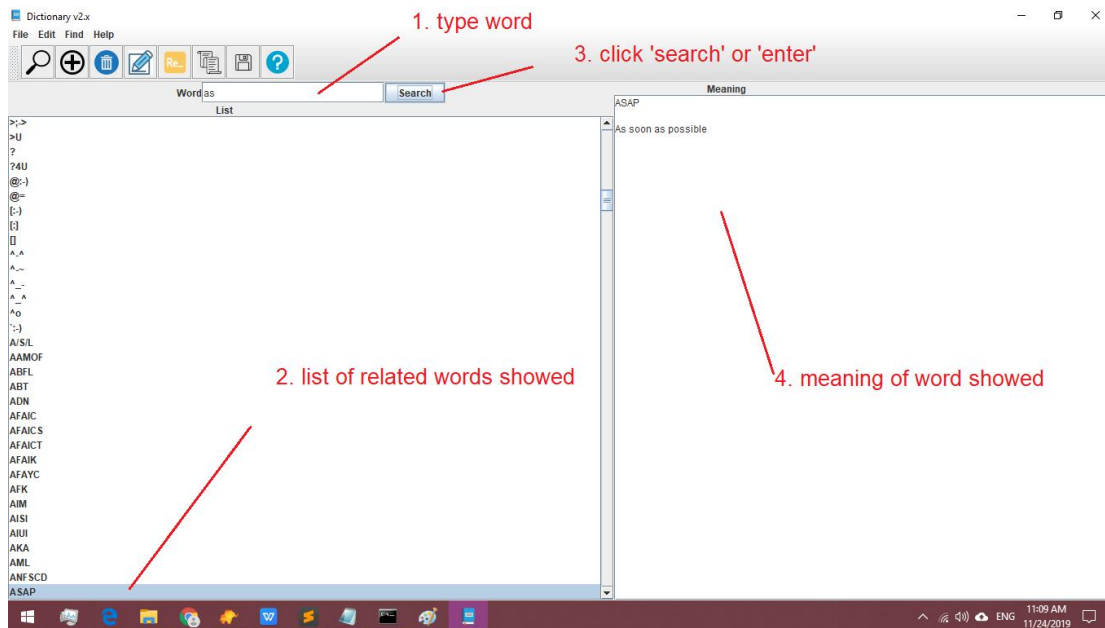 Dictionary v2.x
1. type word
File Edit Find Help
3. click 'search' or 'enter'
Re..
Word as Search
Meaning
List
ASAP
As soon as possible
>;->
>U
?
?4U
@:-)
@=
[:-)
[:]
[]
^.^
^.~
^_-
^_^
^o
`:-)
A/S/L
AAMOF
ABFL
ABT
ADN
AFAIC
AFAICS
AFAICT
AFAIK
AFAYC
AFK
AIM
AISI
AIUI
AKA
AML
ANFSCD
ASAP
2. list of related words showed
4. meaning of word showed
ENG
11:09 AM
11/24/2019